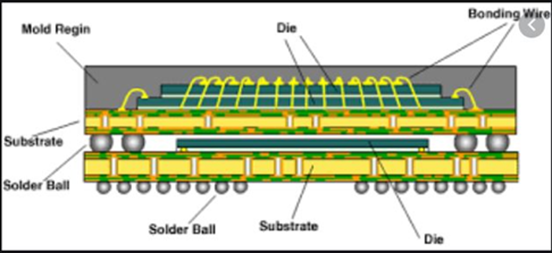 Bonding Wire
Die
Mold Regin
Substrate
Solder Ball
Solder Ball
Substrate
Die